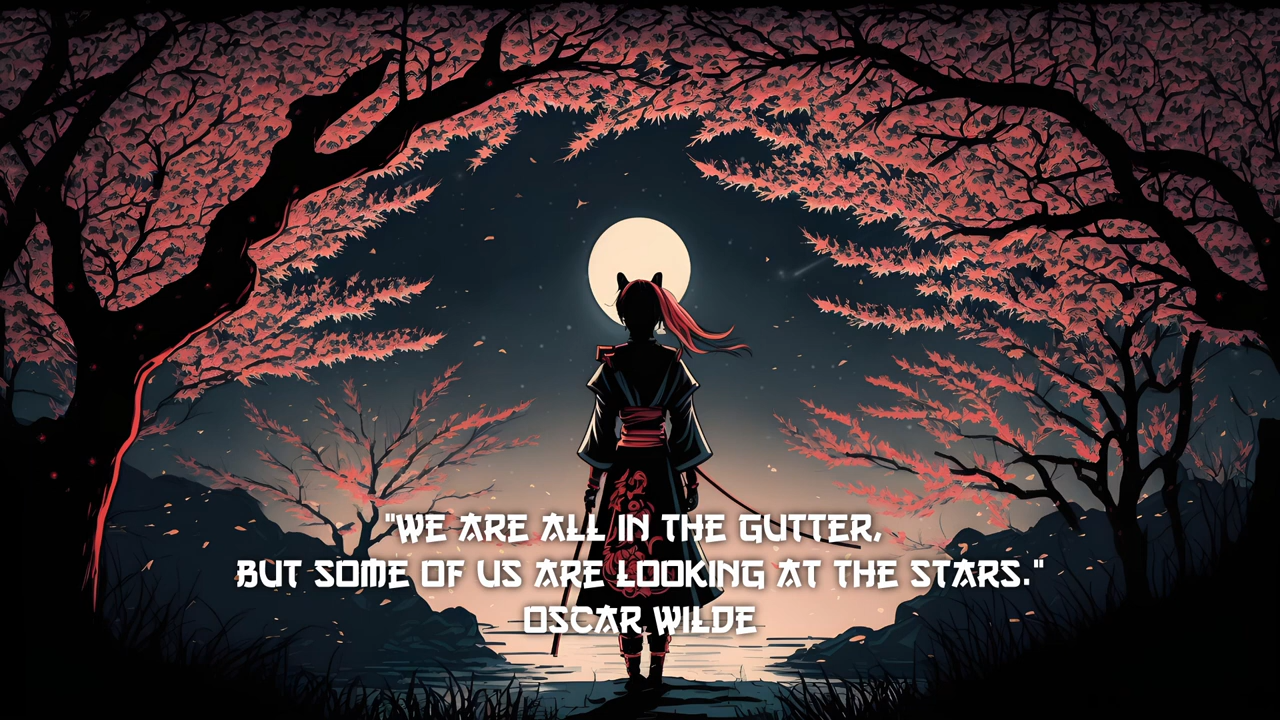 "WE ARE ALL IN THE GUTTER,
BUT SOME OF US ARE LOOKING AT THE STARS."
OSCAR WILDE